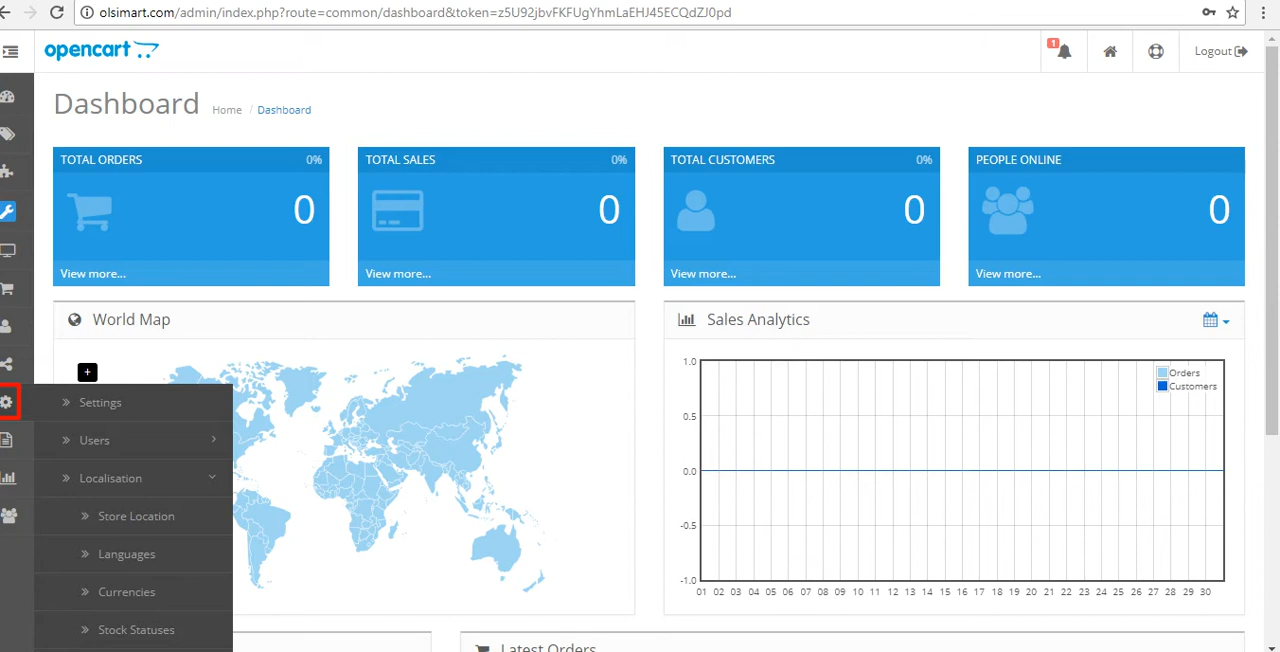 olsimart.com/admin/index.php?route=common/dashboard&token=z5U92jbvFKFUgYhmLaEHJ45ECQdZJ0pd
opencart
1
Logout
Dashboard Home / Dashboard
TOTAL ORDERS 0%
0
View more...
TOTAL SALES 0%
0
View more...
TOTAL CUSTOMERS 0%
0
View more...
PEOPLE ONLINE
0
View more...
World Map
+
Sales Analytics
Orders
Customers
1.0
0.5
0.0
-0.5
-1.0
01 02 03 04 05 06 07 08 09 10 11 12 13 14 15 16 17 18 19 20 21 22 23 24 25 26 27 28 29 30
Settings
Users
Localisation
Store Location
Languages
Currencies
Stock Statuses
Latest Orders